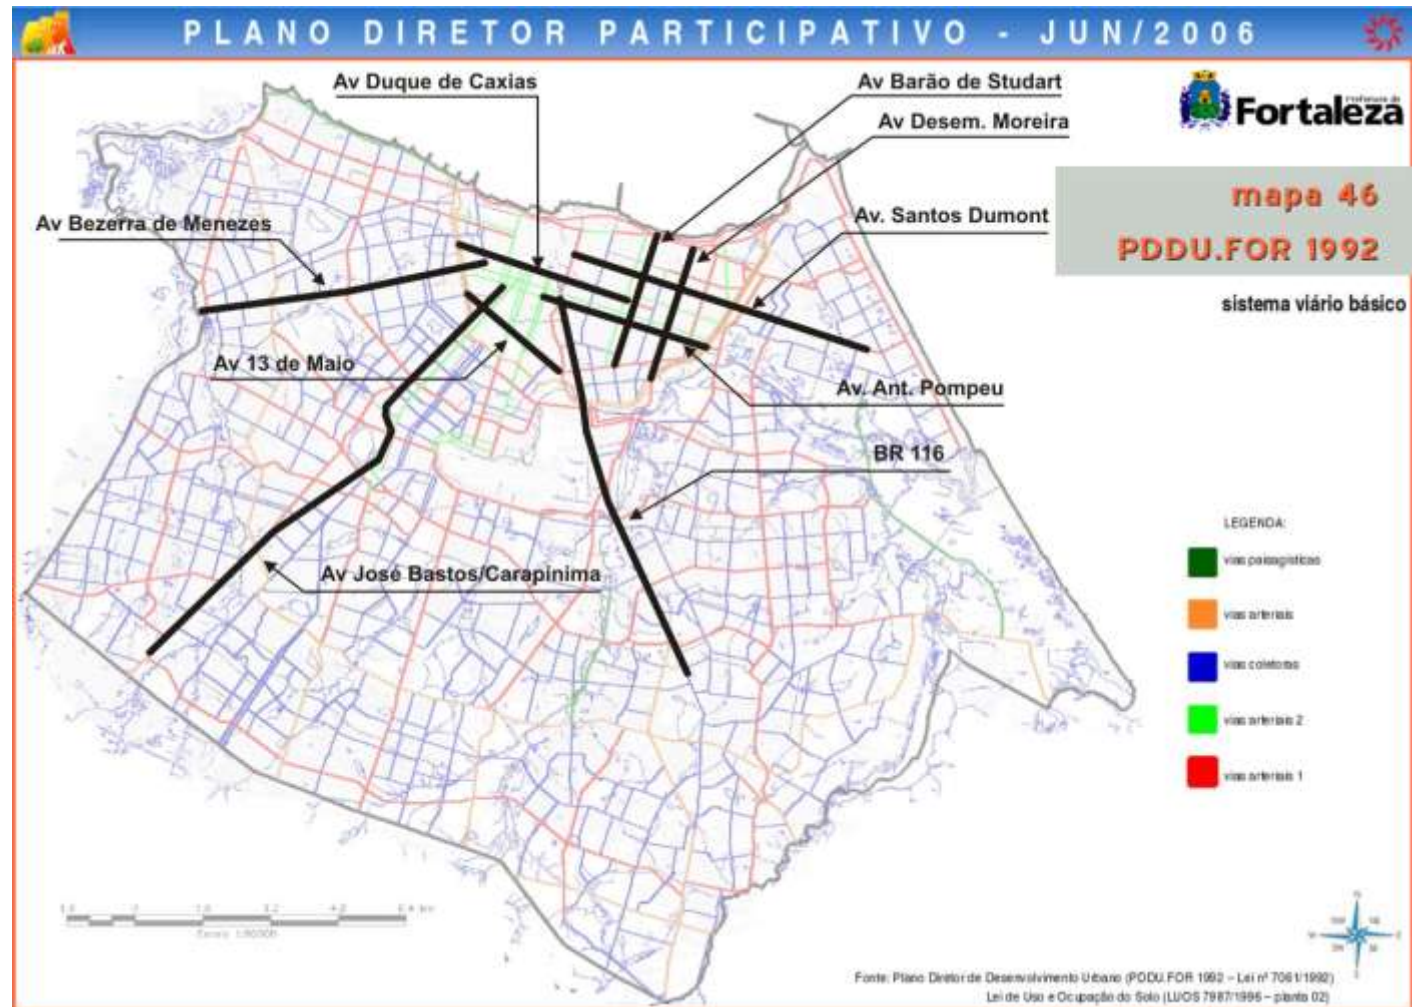 PLANO DIRETOR PARTICIPATIVO - JUN/2006
Av Duque de Caxias
Av Barão de Studart
Prefeitura de
Fortaleza
Av Desem. Moreira
mapa 46
Av Bezerra de Menezes
Av. Santos Dumont
PDDU.FOR 1992
sistema viário básico
Av 13 de Maio
Av. Ant. Pompeu
BR 116
LEGENDA:
vias paisagísticas
Av José Bastos/Carapinima
vias arteriais
vias coletoras
vias arteriais 2
vias arteriais 1
Fonte: Plano Diretor de Desenvolvimento Urbano (PDDU.FOR 1992 – Lei nº 7061/1992)
Lei de Uso e Ocupação do Solo (LUOS 7987/1996 – planta 02)